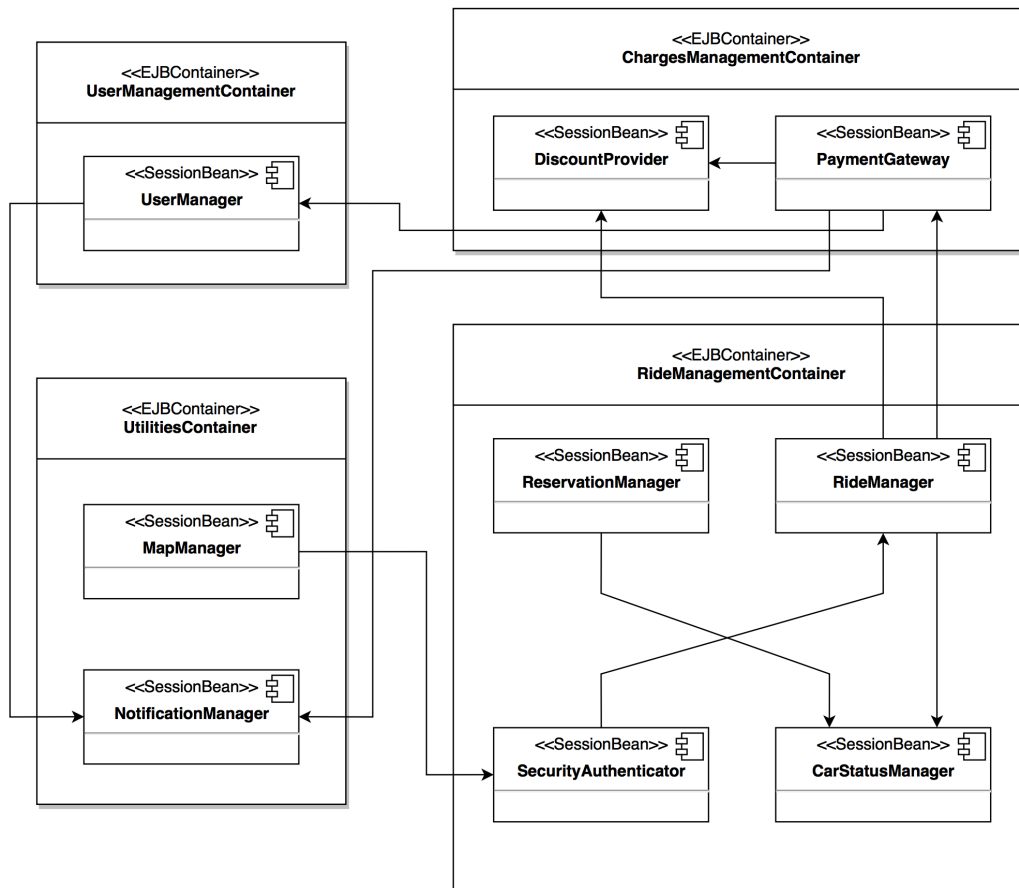 <<EJBContainer>>
UserManagementContainer
<<SessionBean>>
UserManager
<<EJBContainer>>
ChargesManagementContainer
<<SessionBean>>
DiscountProvider
<<SessionBean>>
PaymentGateway
<<EJBContainer>>
UtilitiesContainer
<<SessionBean>>
MapManager
<<SessionBean>>
NotificationManager
<<EJBContainer>>
RideManagementContainer
<<SessionBean>>
ReservationManager
<<SessionBean>>
RideManager
<<SessionBean>>
SecurityAuthenticator
<<SessionBean>>
CarStatusManager